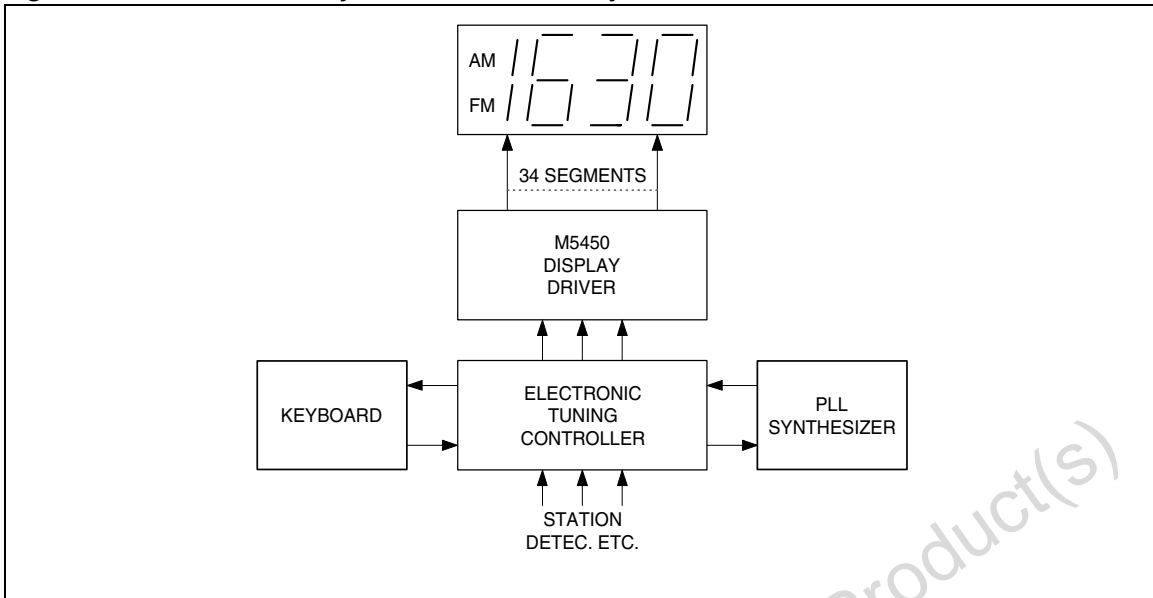 AM 1630
FM
34 SEGMENTS
M5450
DISPLAY
DRIVER
KEYBOARD
ELECTRONIC
TUNING
CONTROLLER
PLL
SYNTHESIZER
STATION
DETEC. ETC.
Product(s)